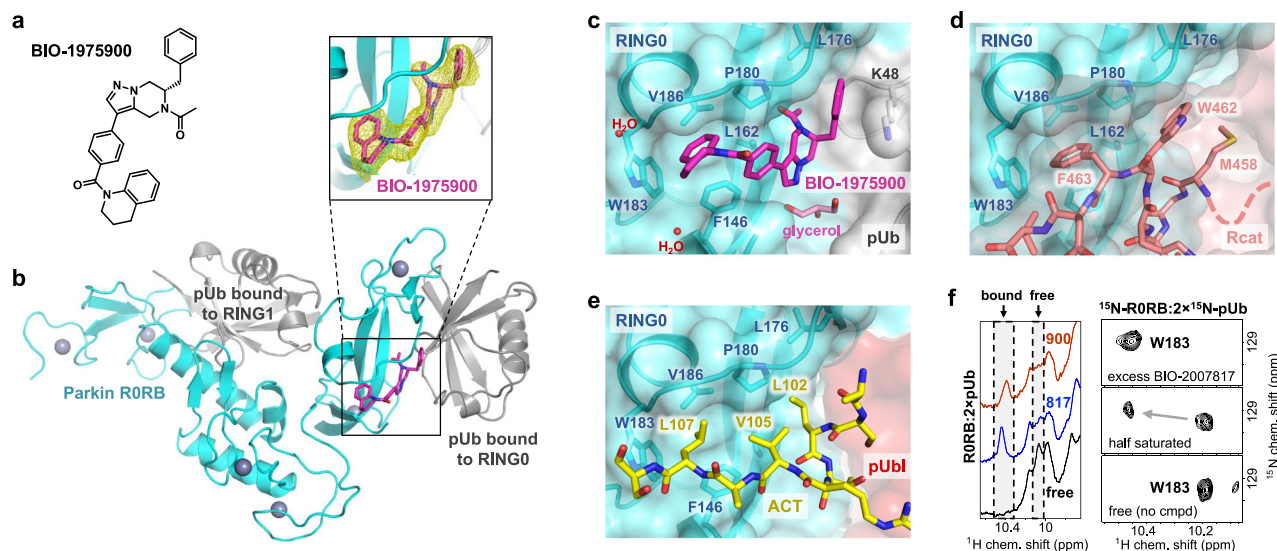 a
BIO-1975900
N
N
N
O
O
N
BIO-1975900
b
pUb bound
to RING1
Parkin R0RB
pUb bound
to RING0
c
RING0
L176
P180
K48
V186
H2O
L162
BIO-1975900
W183
F146
glycerol
H2O
pUb
d
RING0
L176
P180
W462
V186
L162
M458
F463
W183
F146
Rcat
e
RING0
L176
P180
V186
L102
W183
L107
V105
pUbl
F146
ACT
f
bound
free
R0RB:2×pUb
900
817
free
10.4
10
1H chem. shift (ppm)
15N-R0RB:2×15N-pUb
W183
excess BIO-2007817
129
half saturated
129
W183
free (no cmpd)
129
10.4
10.2
1H chem. shift (ppm)
15N chem. shift (ppm)